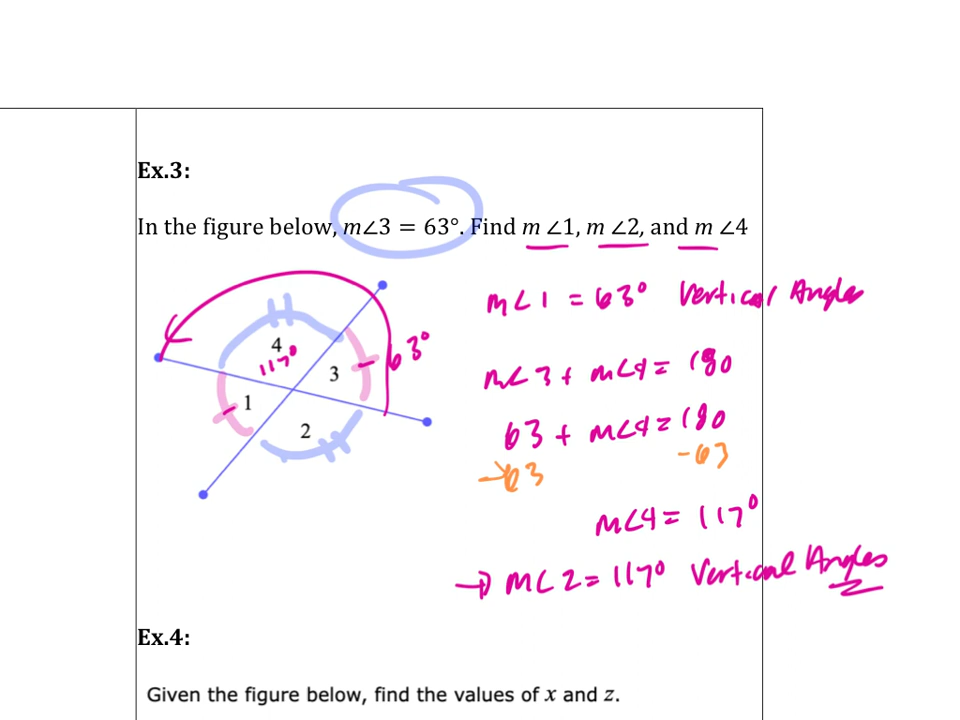 Ex.3:
In the figure below, m∠3 = 63°. Find m ∠1, m ∠2, and m ∠4
m∠1 = 63° Vertical Angles
4
117°
3
63°
1
2
m∠3 + m∠4 = 180
63 + m∠4 = 180
-63 -63
m∠4 = 117°
→ m∠2 = 117° Vertical Angles
Ex.4:
Given the figure below, find the values of x and z.